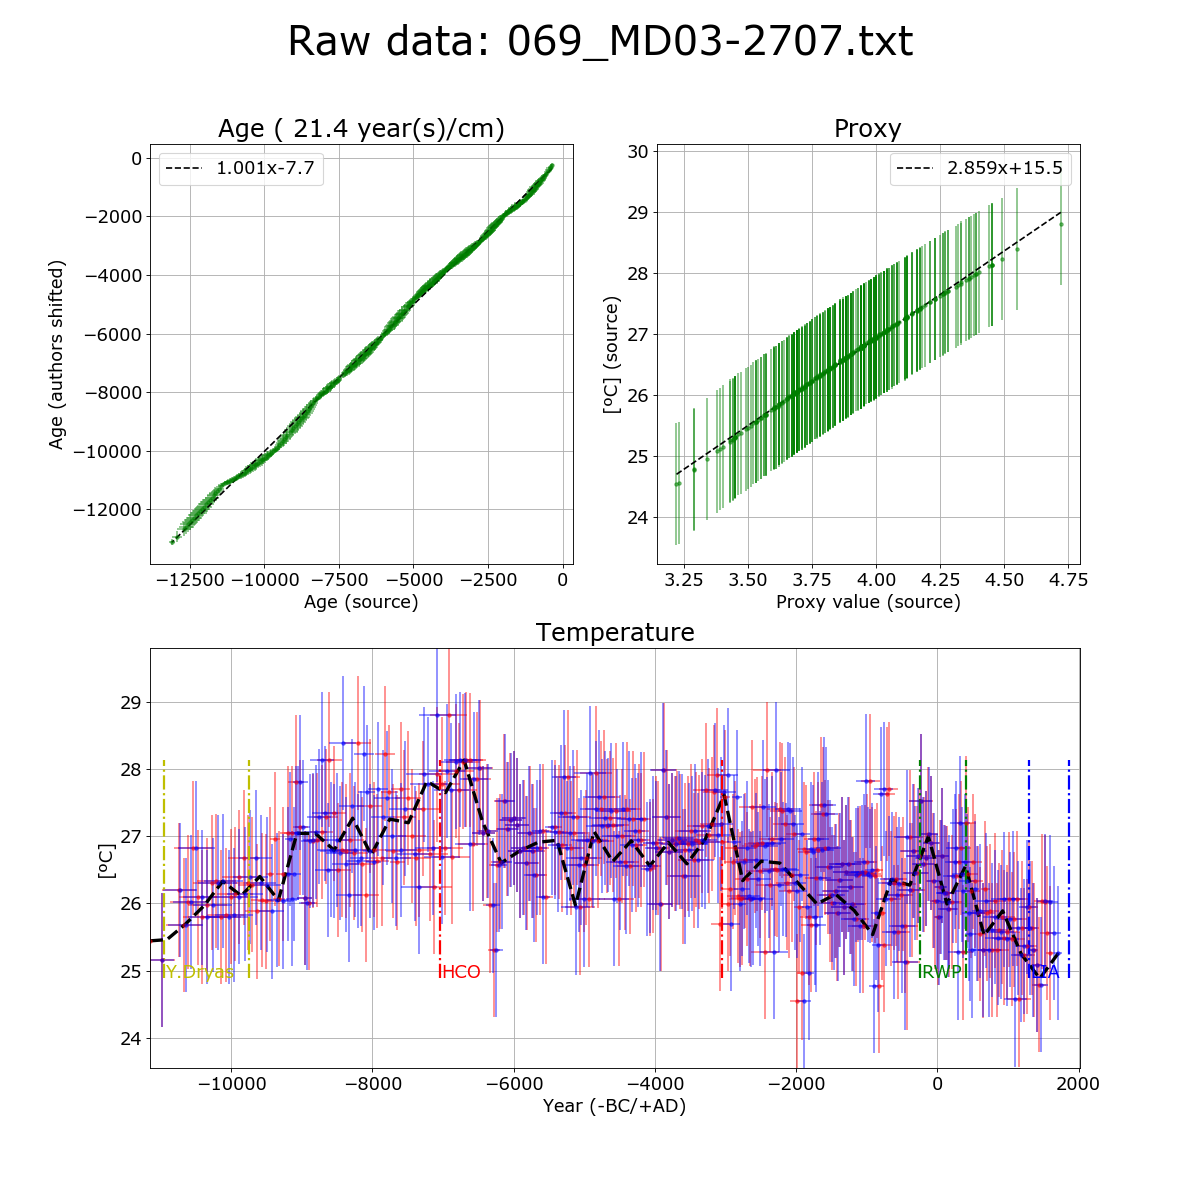 Raw data: 069_MD03-2707.txt
Age ( 21.4 year(s)/cm)
Proxy
1.001x-7.7
2.859x+15.5
0
−2000
−4000
−6000
−8000
−10000
−12000
Age (authors shifted)
−12500
−10000
−7500
−5000
−2500
0
Age (source)
30
29
28
27
26
25
24
[ºC] (source)
3.25
3.50
3.75
4.00
4.25
4.50
4.75
Proxy value (source)
Temperature
29
28
27
26
25
24
[ºC]
Y.Dryas
HCO
RWP
−10000
−8000
−6000
−4000
−2000
0
2000
Year (-BC/+AD)